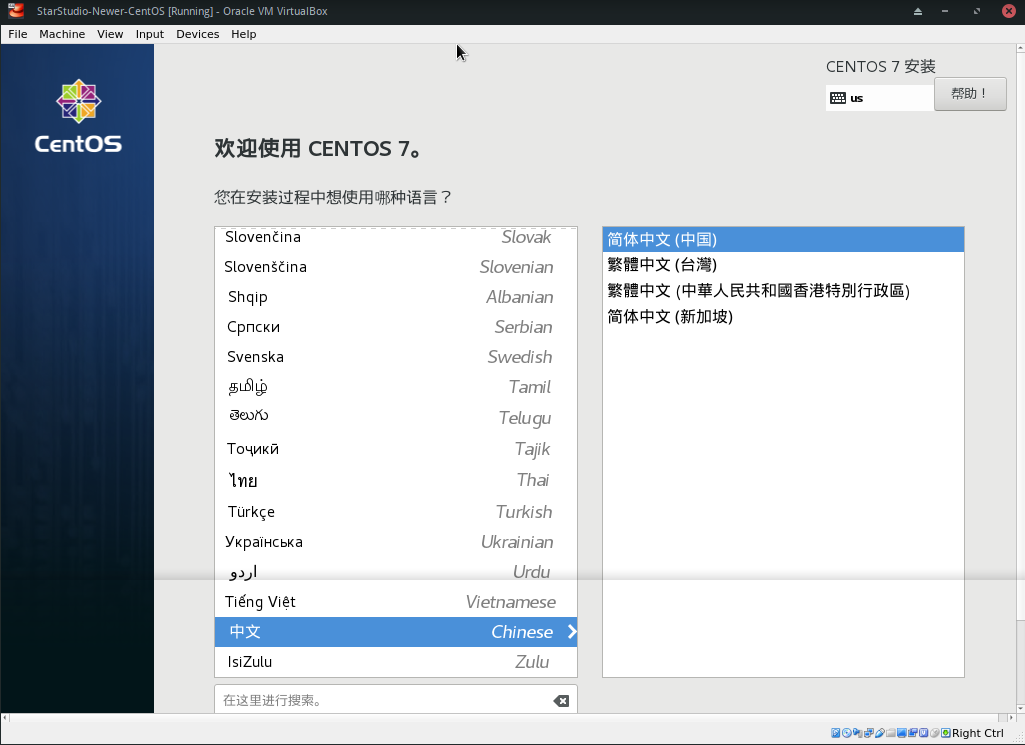 StarStudio-Newer-CentOS [Running] - Oracle VM VirtualBox
File Machine View Input Devices Help
CentOS
CENTOS 7 安装
us
帮助！
欢迎使用 CENTOS 7。
您在安装过程中想使用哪种语言？
Slovenčina Slovak
Slovenščina Slovenian
Shqip Albanian
Српски Serbian
Svenska Swedish
தமிழ் Tamil
తెలుగు Telugu
Тоҷикӣ Tajik
ไทย Thai
Türkçe Turkish
Українська Ukrainian
اردو Urdu
Tiếng Việt Vietnamese
中文 Chinese
IsiZulu Zulu
在这里进行搜索。
简体中文 (中国)
繁體中文 (台灣)
繁體中文 (中華人民共和國香港特別行政區)
简体中文 (新加坡)
Right Ctrl